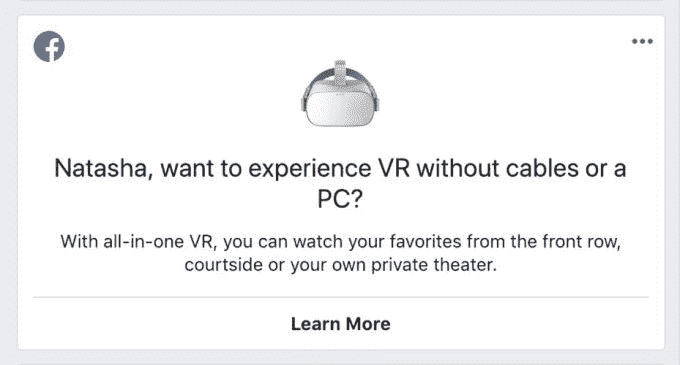 Natasha, want to experience VR without cables or a
PC?
With all-in-one VR, you can watch your favorites from the front row,
courtside or your own private theater.
Learn More